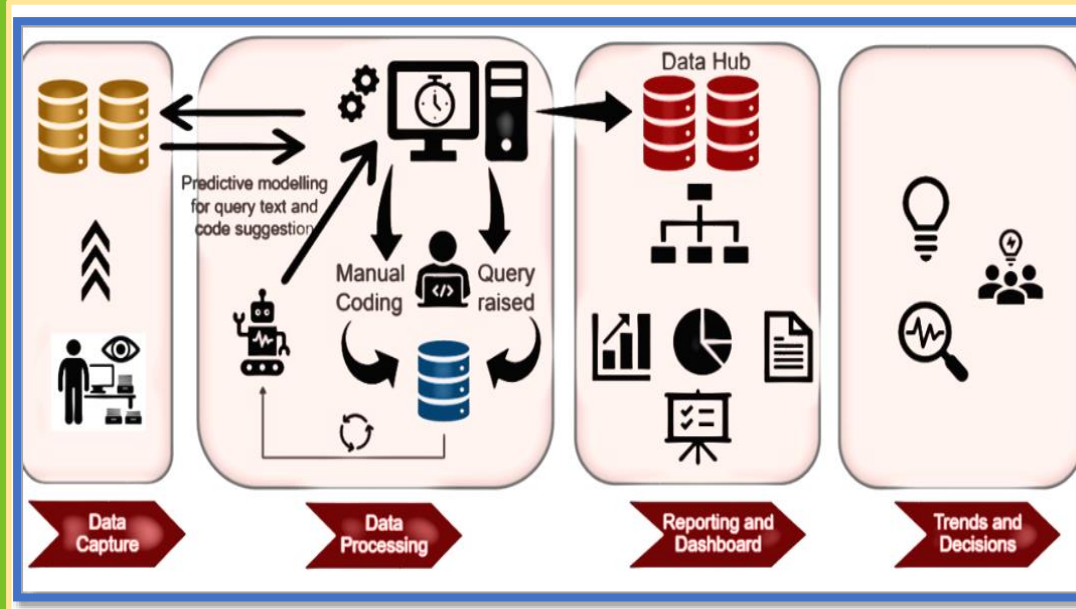 Data Hub
Predictive modelling
for query text and
code suggestion
Manual
Coding
</>
Query
raised
Data
Capture
Data
Processing
Reporting and
Dashboard
Trends and
Decisions